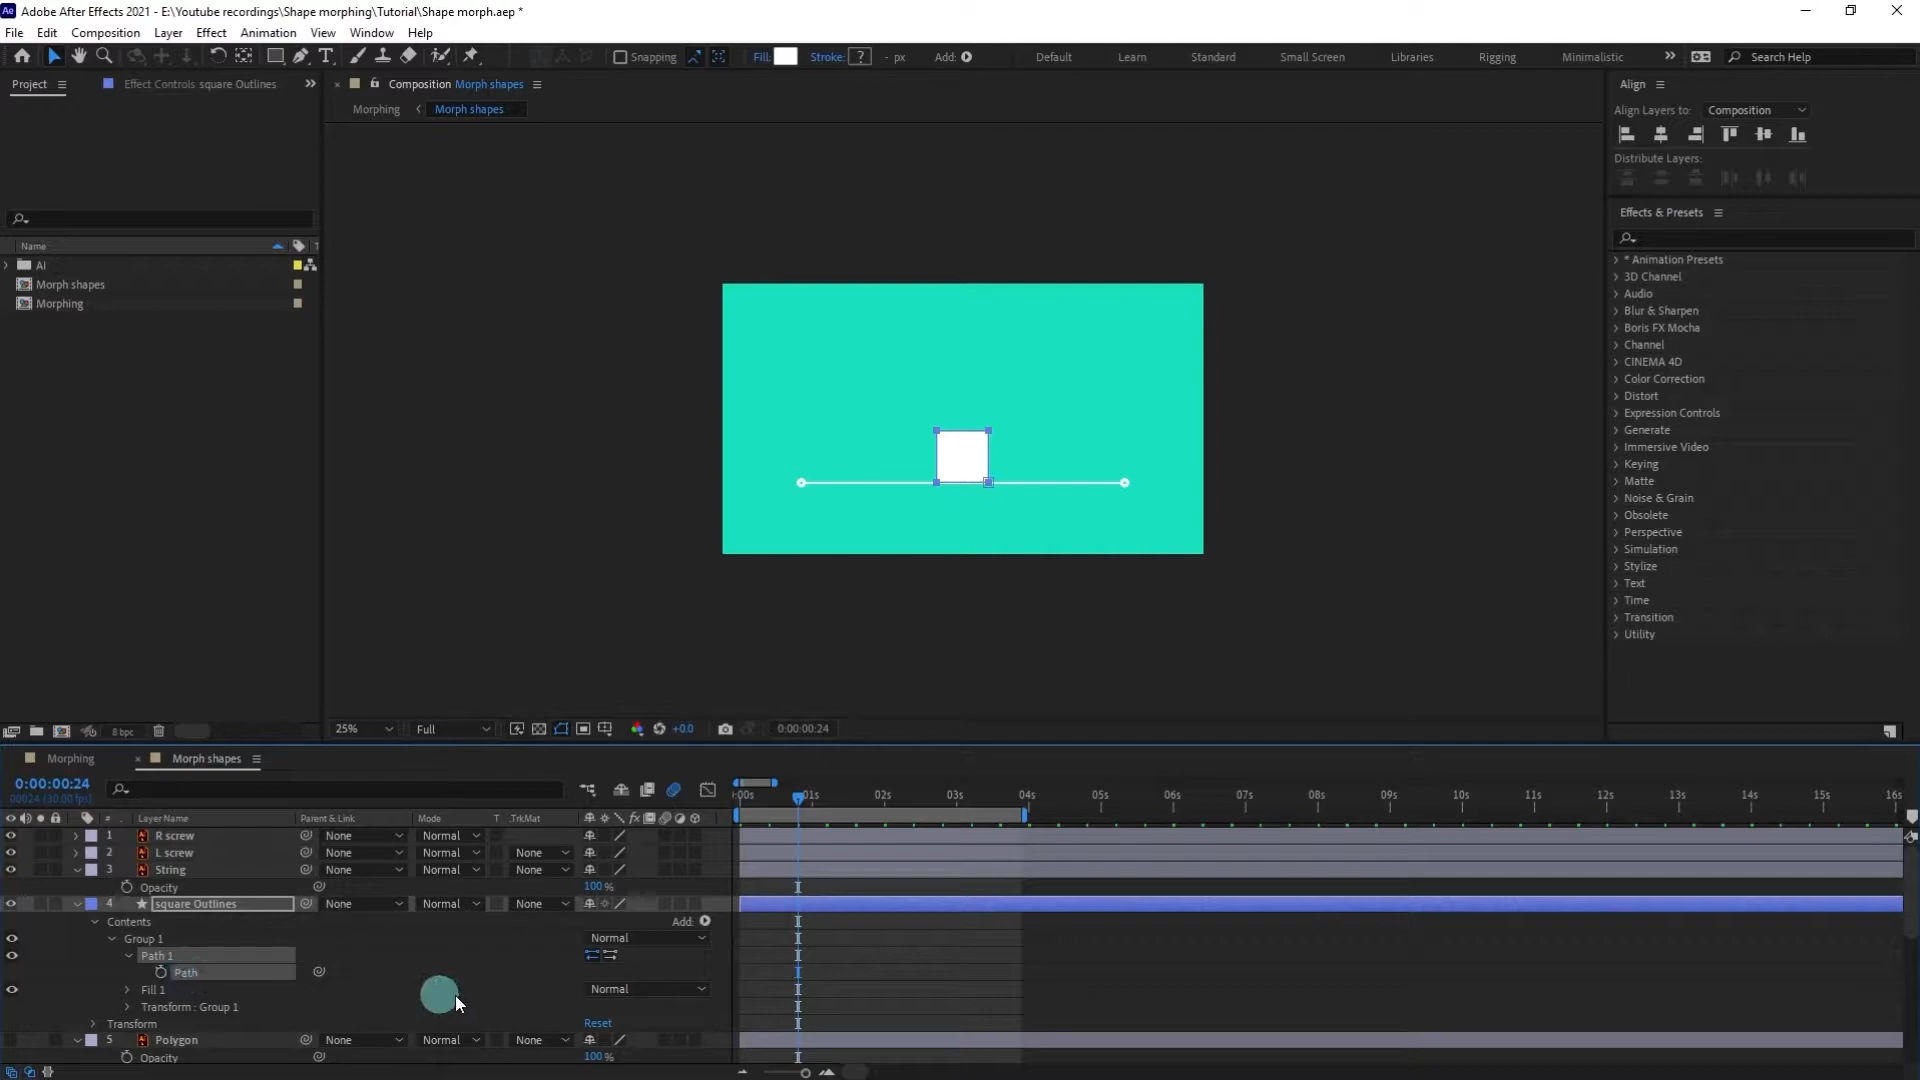 Adobe After Effects 2021 - E:\Youtube recordings\Shape morphing\Tutorial\Shape morph.aep *
File Edit Composition Layer Effect Animation View Window Help
Snapping Fill: Stroke: ? - px Add: Default Learn Standard Small Screen Libraries Rigging Minimalistic Search Help
Project Effect Controls square Outlines
Composition Morph shapes
Morphing Morph shapes
Name
AI
Morph shapes
Morphing
8 bpc
25% Full +0.0 0:00:00:24
Align
Align Layers to: Composition
Distribute Layers:
Effects & Presets
* Animation Presets
3D Channel
Audio
Blur & Sharpen
Boris FX Mocha
Channel
CINEMA 4D
Color Correction
Distort
Expression Controls
Generate
Immersive Video
Keying
Matte
Noise & Grain
Obsolete
Perspective
Simulation
Stylize
Text
Time
Transition
Utility
Morphing Morph shapes
0:00:00:24
00024 (30.00 fps)
:00s 01s 02s 03s 04s 05s 06s 07s 08s 09s 10s 11s 12s 13s 14s 15s 16s
# Layer Name Parent & Link Mode T .TrkMat
1 R screw None Normal
2 L screw None Normal None
3 String None Normal None
Opacity 100 %
4 square Outlines None Normal None
Contents Add:
Group 1 Normal
Path 1
Path
Fill 1 Normal
Transform : Group 1
Transform Reset
5 Polygon None Normal None
Opacity 100 %